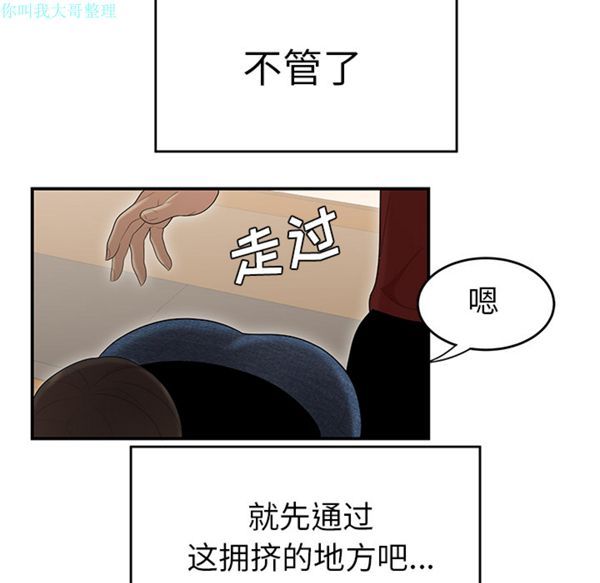 你叫我大哥整理
不管了
走过
嗯
就先通过
这拥挤的地方吧...